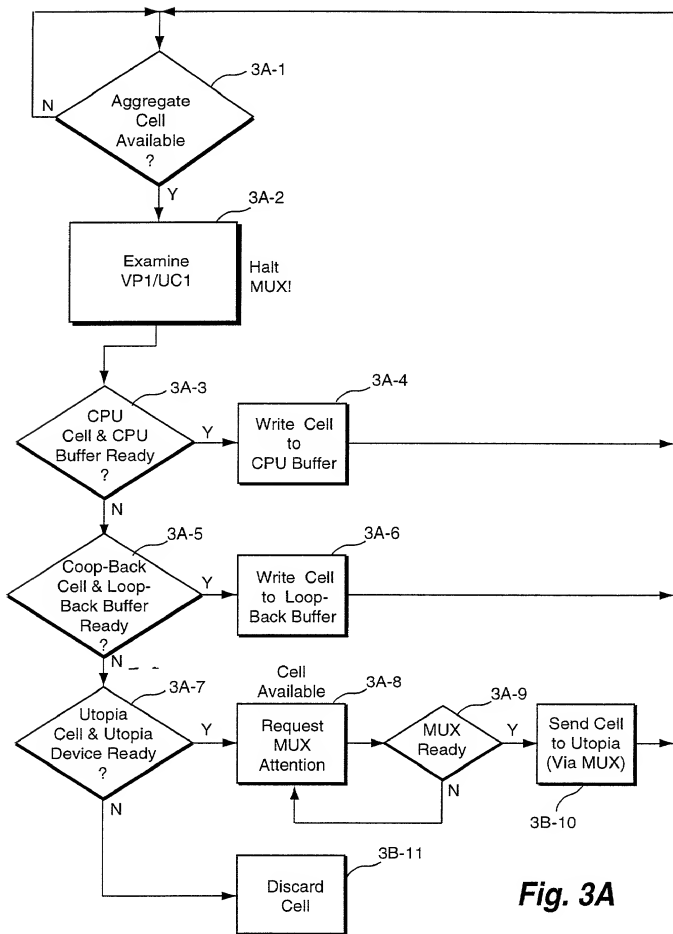 3A-1
N
Aggregate
Cell
Available
?
Y
3A-2
Examine
VP1/UC1
Halt
MUX!
3A-3
CPU
Cell & CPU
Buffer Ready
?
Y
N
3A-4
Write Cell
to
CPU Buffer
3A-5
Coop-Back
Cell & Loop-
Back Buffer
Ready
?
Y
N
3A-6
Write Cell
to Loop-
Back Buffer
3A-7
Utopia
Cell & Utopia
Device Ready
?
Y
N
Cell
Available
3A-8
Request
MUX
Attention
3A-9
MUX
Ready
Y
N
Send Cell
to Utopia
(Via MUX)
3B-10
3B-11
Discard
Cell
Fig. 3A